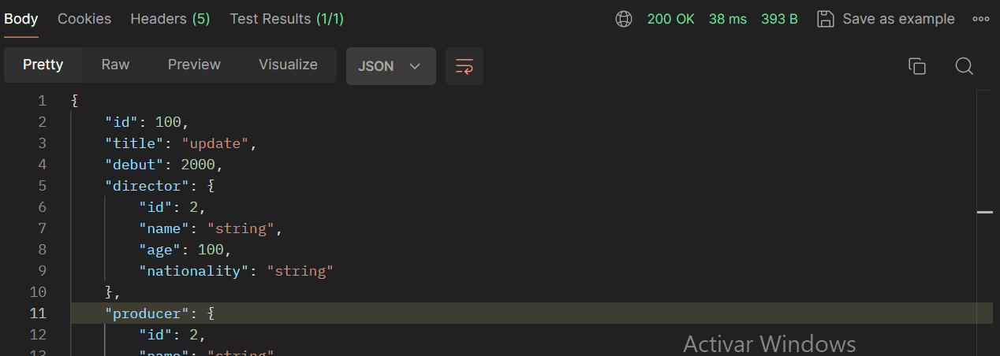 Body Cookies Headers (5) Test Results (1/1) 200 OK 38 ms 393 B Save as example
Pretty Raw Preview Visualize JSON
1 {
2 "id": 100,
3 "title": "update",
4 "debut": 2000,
5 "director": {
6 "id": 2,
7 "name": "string",
8 "age": 100,
9 "nationality": "string"
10 },
11 "producer": {
12 "id": 2,
13 "name": "string"
Activar Windows